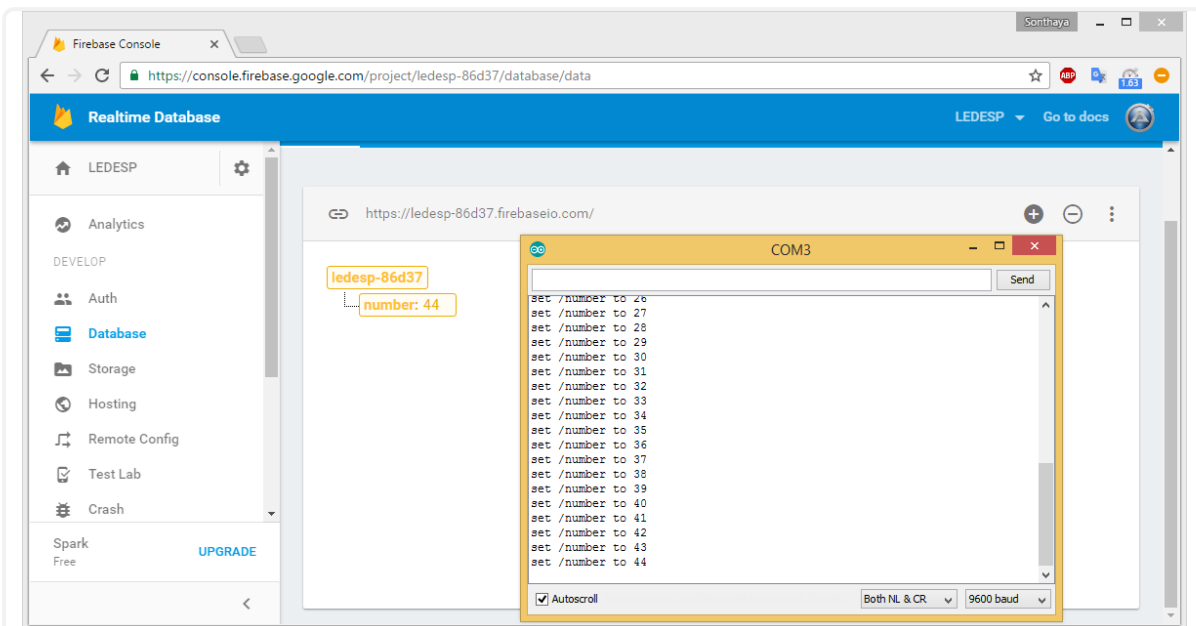 Sonthaya
Firebase Console
https://console.firebase.google.com/project/ledesp-86d37/database/data
ABP
1.63
Realtime Database
LEDESP
Go to docs
LEDESP
Analytics
DEVELOP
Auth
Database
Storage
Hosting
Remote Config
Test Lab
Crash
Spark
Free
UPGRADE
https://ledesp-86d37.firebaseio.com/
ledesp-86d37
number: 44
COM3
Send
set /number to 26
set /number to 27
set /number to 28
set /number to 29
set /number to 30
set /number to 31
set /number to 32
set /number to 33
set /number to 34
set /number to 35
set /number to 36
set /number to 37
set /number to 38
set /number to 39
set /number to 40
set /number to 41
set /number to 42
set /number to 43
set /number to 44
Autoscroll
Both NL & CR
9600 baud